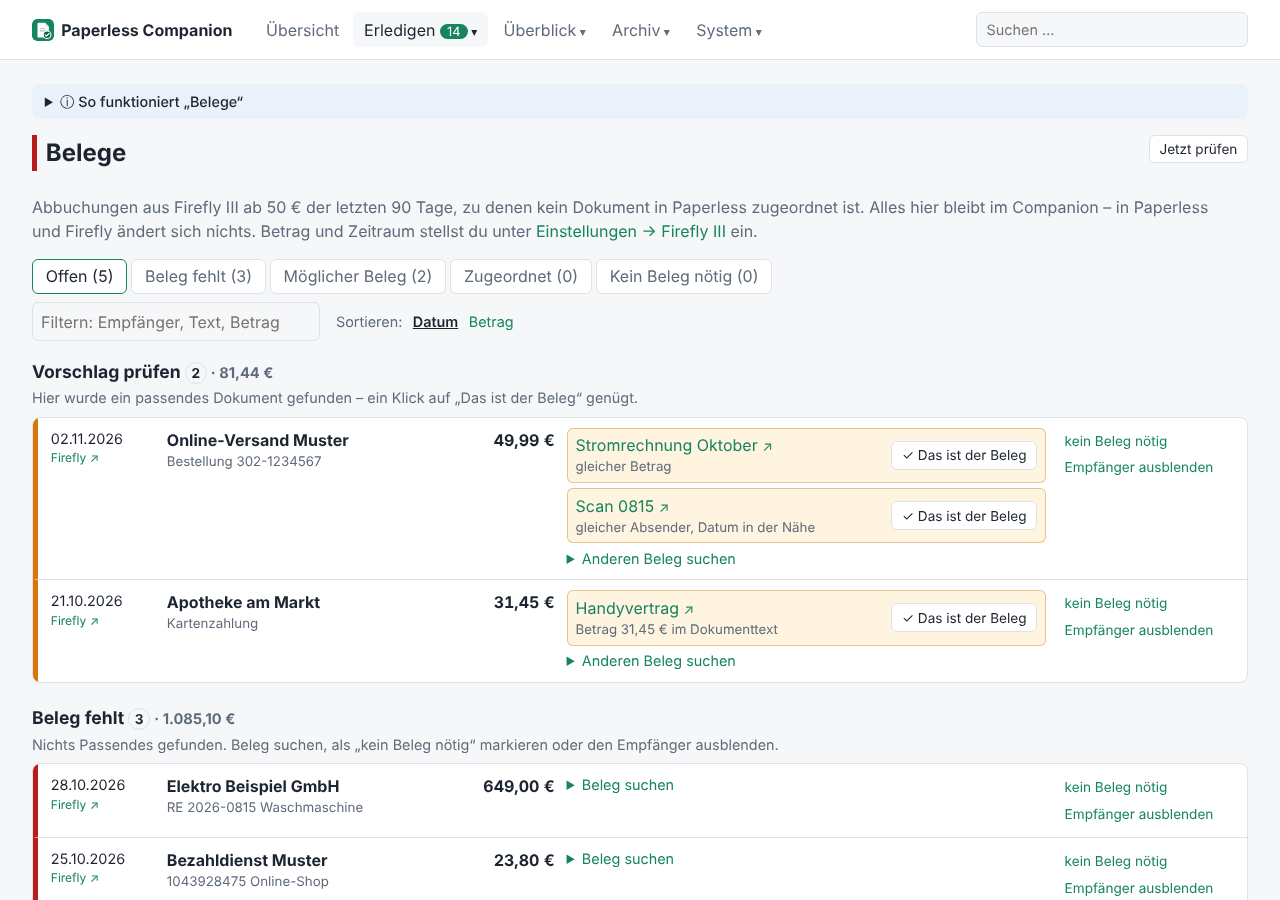 Paperless Companion
Übersicht
Erledigen 14 ▾
Überblick ▾
Archiv ▾
System ▾
Suchen ...
▶ ⓘ So funktioniert „Belege“
Belege
Jetzt prüfen
Abbuchungen aus Firefly III ab 50 € der letzten 90 Tage, zu denen kein Dokument in Paperless zugeordnet ist. Alles hier bleibt im Companion – in Paperless
und Firefly ändert sich nichts. Betrag und Zeitraum stellst du unter Einstellungen → Firefly III ein.
Offen (5)
Beleg fehlt (3)
Möglicher Beleg (2)
Zugeordnet (0)
Kein Beleg nötig (0)
Filtern: Empfänger, Text, Betrag
Sortieren: Datum Betrag
Vorschlag prüfen 2 · 81,44 €
Hier wurde ein passendes Dokument gefunden – ein Klick auf „Das ist der Beleg“ genügt.
02.11.2026
Firefly ↗
Online-Versand Muster
Bestellung 302-1234567
49,99 €
Stromrechnung Oktober ↗
gleicher Betrag
✓ Das ist der Beleg
Scan 0815 ↗
gleicher Absender, Datum in der Nähe
✓ Das ist der Beleg
▶ Anderen Beleg suchen
kein Beleg nötig
Empfänger ausblenden
21.10.2026
Firefly ↗
Apotheke am Markt
Kartenzahlung
31,45 €
Handyvertrag ↗
Betrag 31,45 € im Dokumenttext
✓ Das ist der Beleg
▶ Anderen Beleg suchen
kein Beleg nötig
Empfänger ausblenden
Beleg fehlt 3 · 1.085,10 €
Nichts Passendes gefunden. Beleg suchen, als „kein Beleg nötig“ markieren oder den Empfänger ausblenden.
28.10.2026
Firefly ↗
Elektro Beispiel GmbH
RE 2026-0815 Waschmaschine
649,00 €
▶ Beleg suchen
kein Beleg nötig
Empfänger ausblenden
25.10.2026
Firefly ↗
Bezahldienst Muster
1043928475 Online-Shop
23,80 €
▶ Beleg suchen
kein Beleg nötig
Empfänger ausblenden